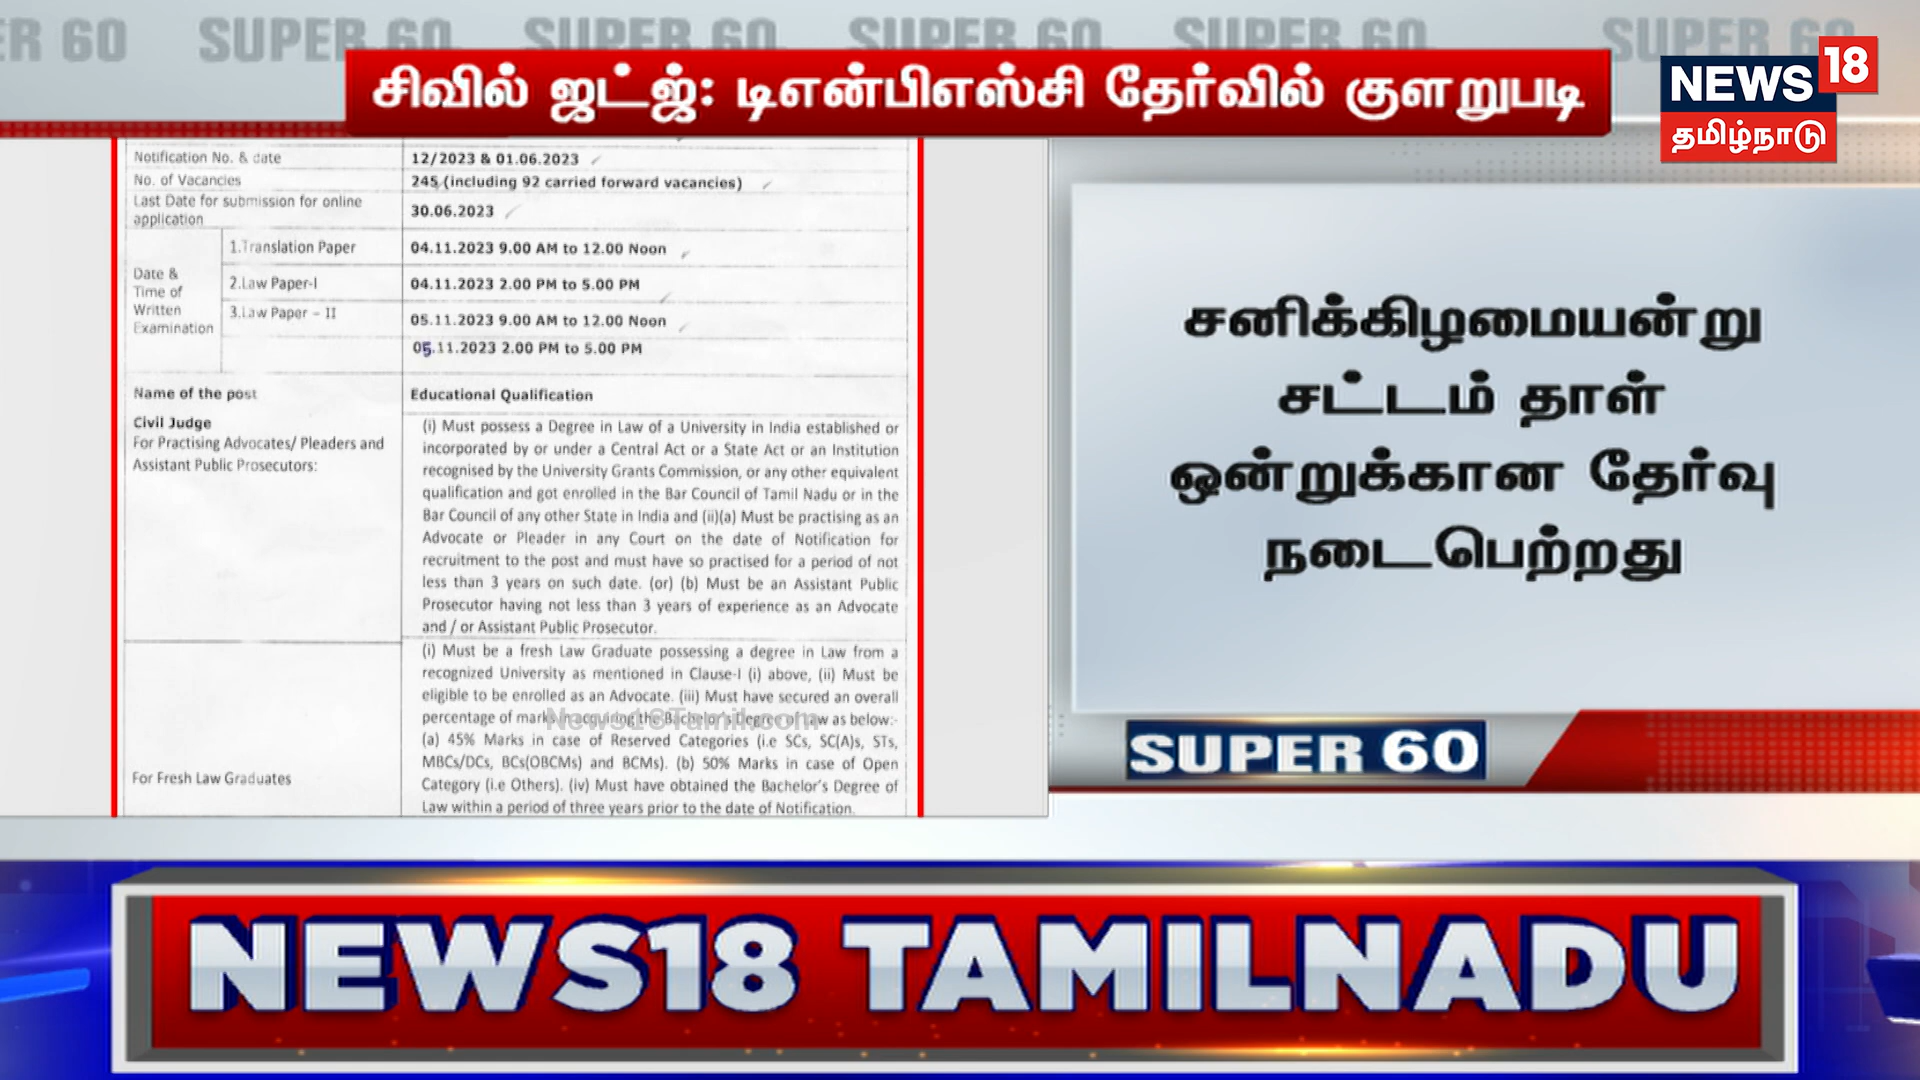 ER 60 SUPER 60 SUPER 60 SUPER 60 SUPER 60 SUPER 60
சிவில் ஜட்ஜ்: டிஎன்பிஎஸ்சி தேர்வில் குளறுபடி
NEWS 18
தமிழ்நாடு
Notification No. & date 12/2023 & 01.06.2023
No. of Vacancies 245 (including 92 carried forward vacancies)
Last Date for submission for online
application
30.06.2023
Date &
Time of
Written
Examination
1.Translation Paper 04.11.2023 9.00 AM to 12.00 Noon
2.Law Paper-I 04.11.2023 2.00 PM to 5.00 PM
3.Law Paper – II 05.11.2023 9.00 AM to 12.00 Noon
05.11.2023 2.00 PM to 5.00 PM
Name of the post Educational Qualification
Civil Judge
For Practising Advocates/ Pleaders and
Assistant Public Prosecutors:
(i) Must possess a Degree in Law of a University in India established or
incorporated by or under a Central Act or a State Act or an Institution
recognised by the University Grants Commission, or any other equivalent
qualification and got enrolled in the Bar Council of Tamil Nadu or in the
Bar Council of any other State in India and (ii)(a) Must be practising as an
Advocate or Pleader in any Court on the date of Notification for
recruitment to the post and must have so practised for a period of not
less than 3 years on such date. (or) (b) Must be an Assistant Public
Prosecutor having not less than 3 years of experience as an Advocate
and / or Assistant Public Prosecutor.
For Fresh Law Graduates
(i) Must be a fresh Law Graduate possessing a degree in Law from a
recognized University as mentioned in Clause-I (i) above, (ii) Must be
eligible to be enrolled as an Advocate. (iii) Must have secured an overall
percentage of marks in acquiring the Bachelor's Degree of Law as below:-
(a) 45% Marks in case of Reserved Categories (i.e SCs, SC(A)s, STs,
MBCs/DCs, BCs(OBCMs) and BCMs). (b) 50% Marks in case of Open
Category (i.e Others). (iv) Must have obtained the Bachelor's Degree of
Law within a period of three years prior to the date of Notification.
News18Tamil.com
சனிக்கிழமையன்று
சட்டம் தாள்
ஒன்றுக்கான தேர்வு
நடைபெற்றது
SUPER 60
NEWS18 TAMILNADU